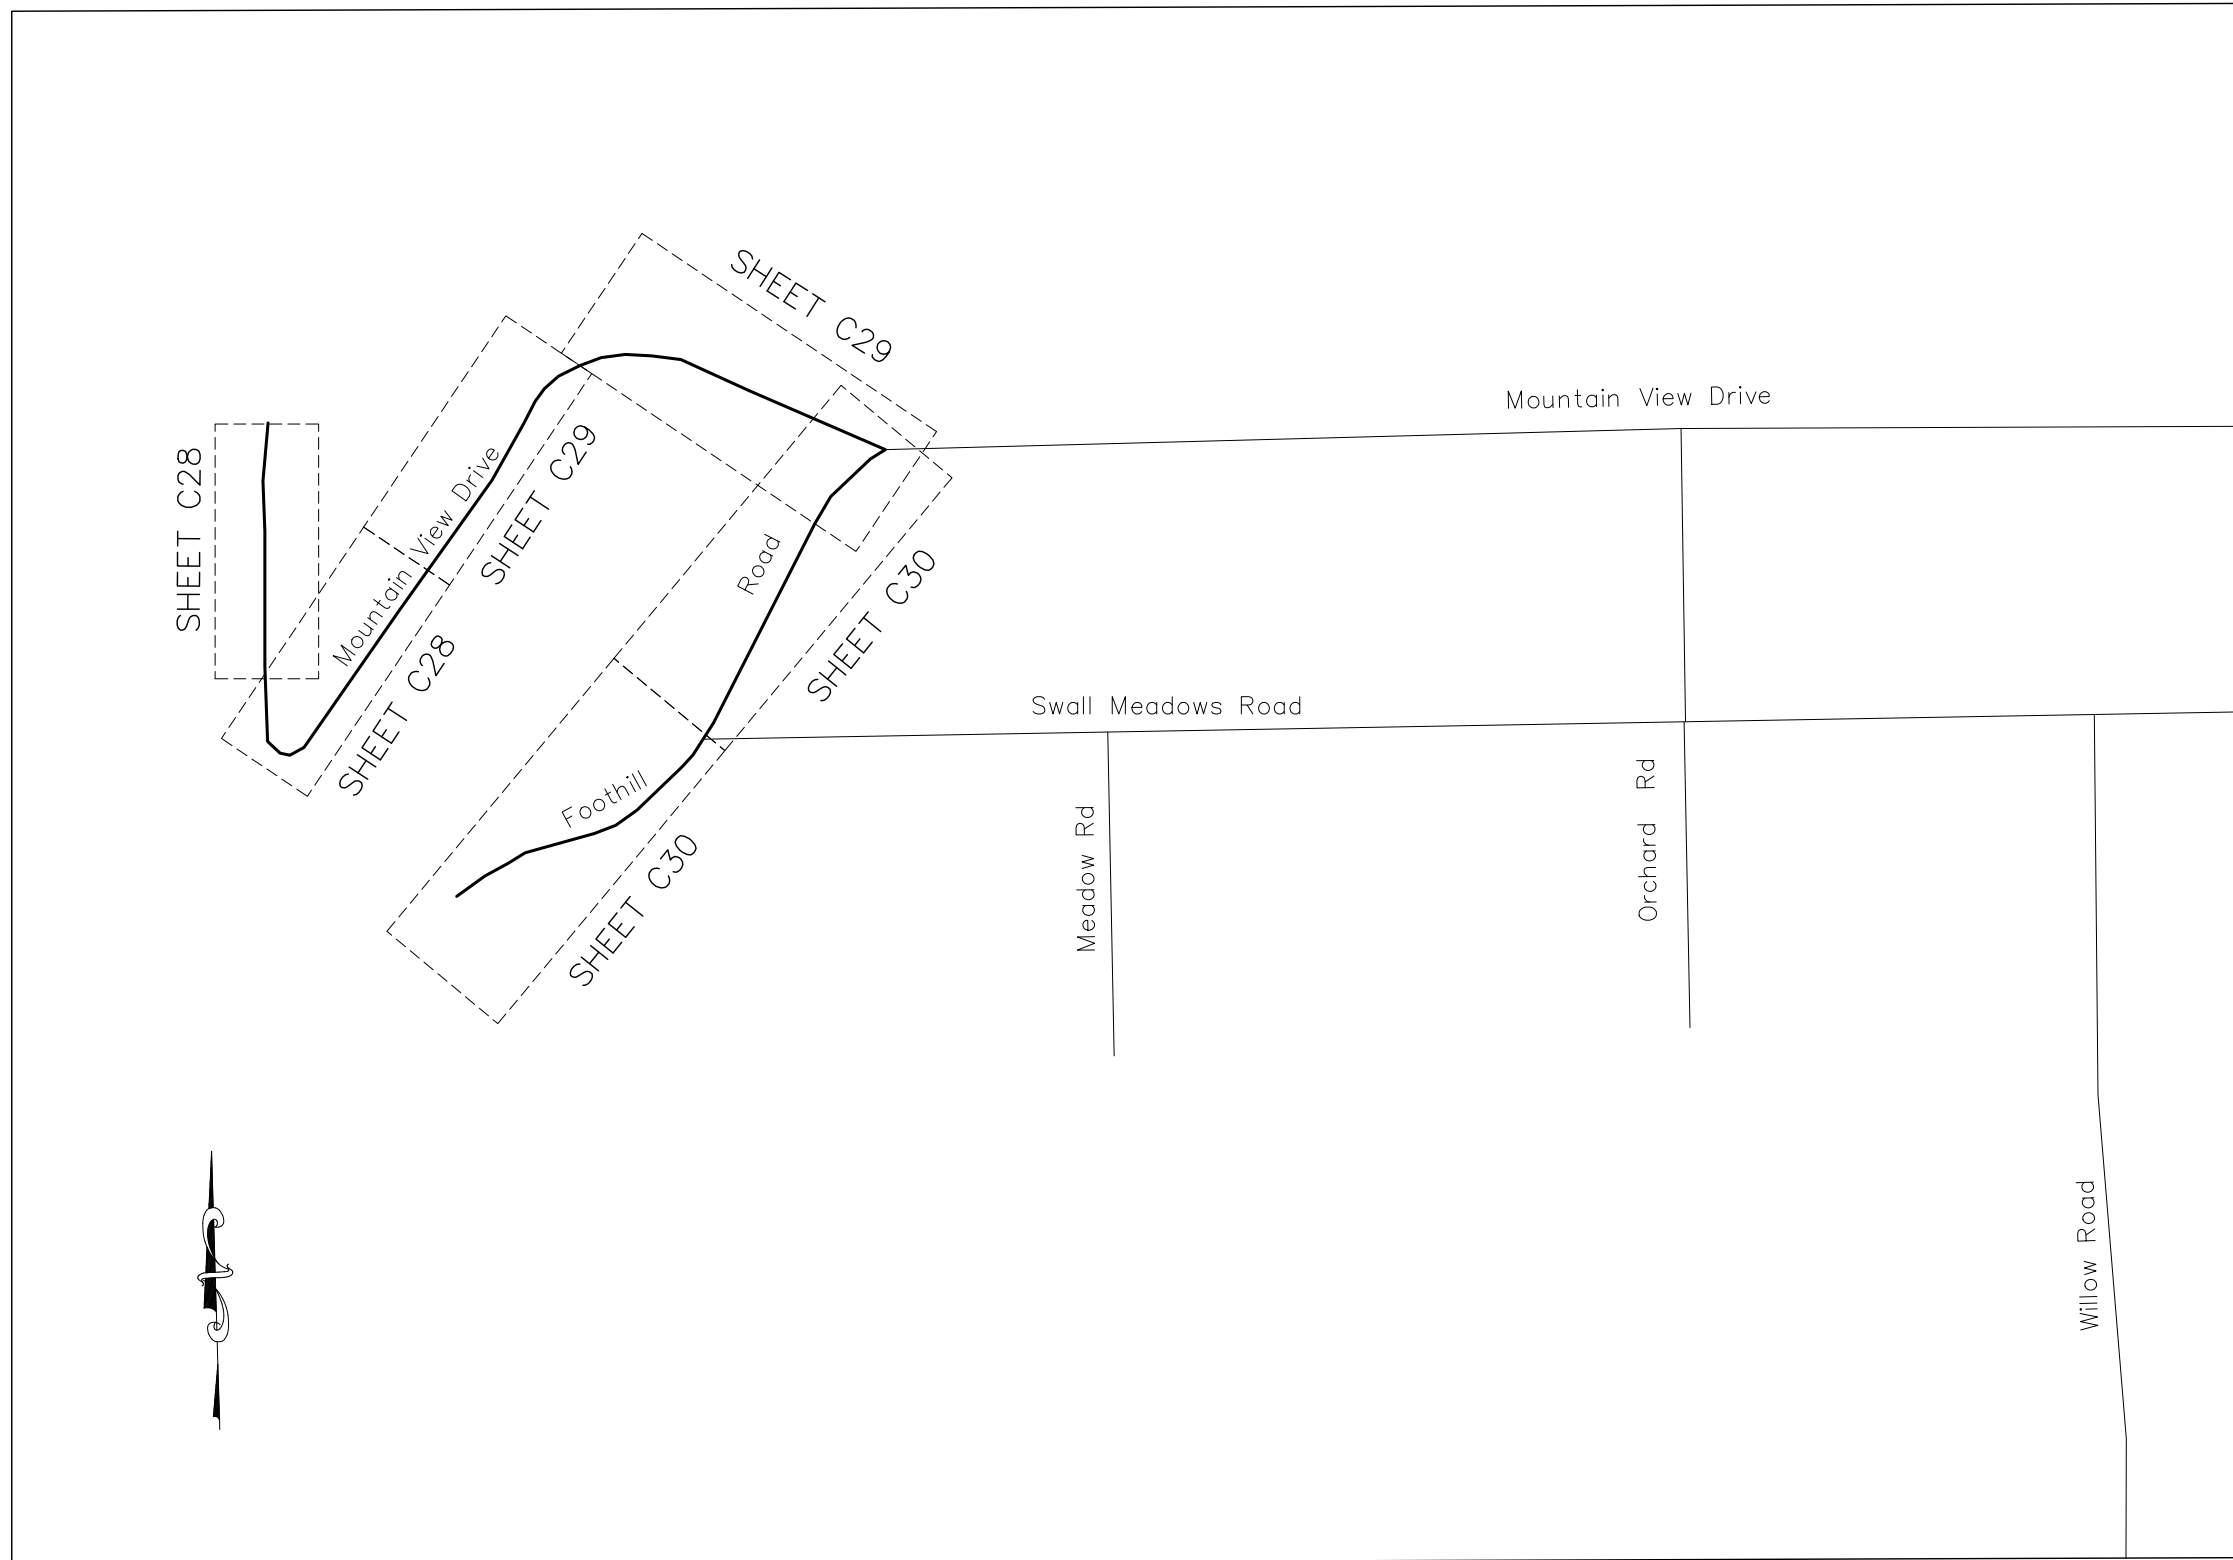 SHEET C29
Mountain View Drive
SHEET C28
Mountain View Drive
SHEET C29
Road
SHEET C30
SHEET C28
Swall Meadows Road
Foothill
SHEET C30
Meadow Rd
Orchard Rd
Willow Road